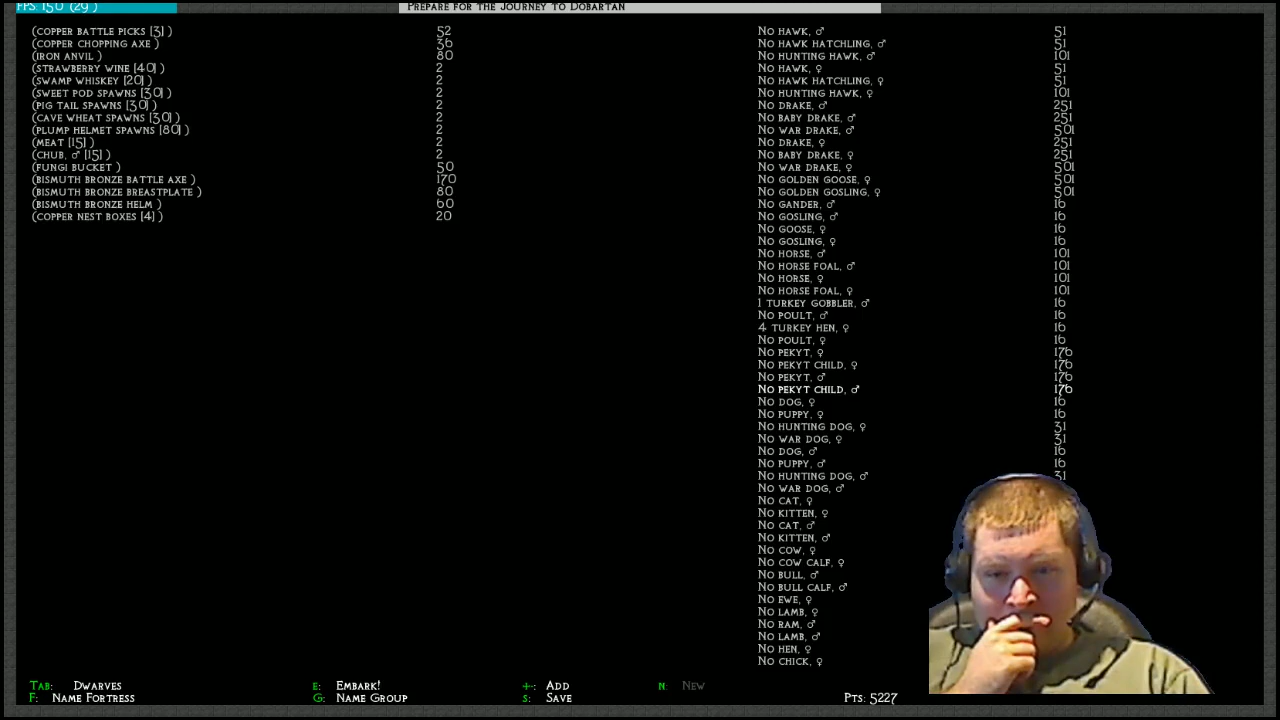 FPS: 150 (29)
Prepare for the Journey to Dobartan
(copper battle picks [3]) 52
(copper chopping axe) 36
(iron anvil) 80
(strawberry wine [40]) 2
(swamp whiskey [20]) 2
(sweet pod spawns [30]) 2
(pig tail spawns [30]) 2
(cave wheat spawns [30]) 2
(plump helmet spawns [80]) 2
(meat [15]) 2
(chub, ♂ [15]) 2
(fungi bucket) 50
(bismuth bronze battle axe) 170
(bismuth bronze breastplate) 80
(bismuth bronze helm) 60
(copper nest boxes [4]) 20
No hawk, ♂ 51
No hawk hatchling, ♂ 51
No hunting hawk, ♂ 101
No hawk, ♀ 51
No hawk hatchling, ♀ 51
No hunting hawk, ♀ 101
No drake, ♂ 251
No baby drake, ♂ 251
No war drake, ♂ 501
No drake, ♀ 251
No baby drake, ♀ 251
No war drake, ♀ 501
No golden goose, ♀ 501
No golden gosling, ♀ 501
No gander, ♂ 16
No gosling, ♂ 16
No goose, ♀ 16
No gosling, ♀ 16
No horse, ♂ 101
No horse foal, ♂ 101
No horse, ♀ 101
No horse foal, ♀ 101
1 turkey gobbler, ♂ 16
No poult, ♂ 16
4 turkey hen, ♀ 16
No poult, ♀ 16
No pekyt, ♀ 176
No pekyt child, ♀ 176
No pekyt, ♂ 176
No pekyt child, ♂ 176
No dog, ♀ 16
No puppy, ♀ 16
No hunting dog, ♀ 31
No war dog, ♀ 31
No dog, ♂ 16
No puppy, ♂ 16
No hunting dog, ♂ 31
No war dog, ♂
No cat, ♀
No kitten, ♀
No cat, ♂
No kitten, ♂
No cow, ♀
No cow calf, ♀
No bull, ♂
No bull calf, ♂
No ewe, ♀
No lamb, ♀
No ram, ♂
No lamb, ♂
No hen, ♀
No chick, ♀
Tab: Dwarves e: Embark! +-: Add n: New
F: Name Fortress G: Name Group s: Save Pts: 5227